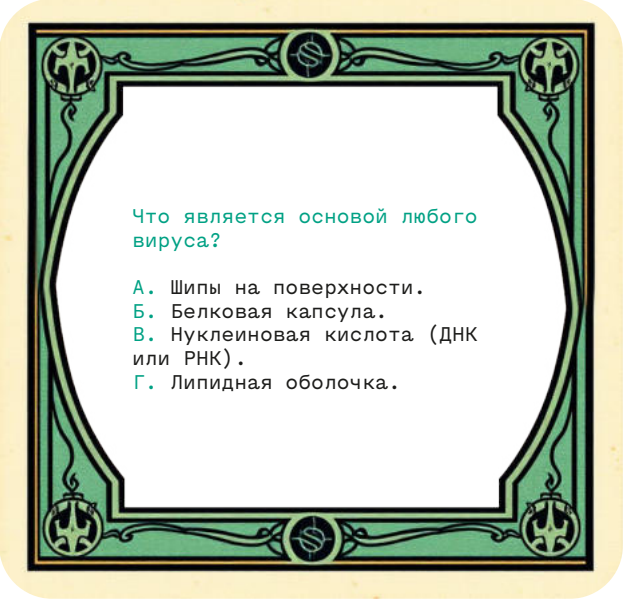 Что является основой любого
вируса?
А. Шипы на поверхности.
Б. Белковая капсула.
В. Нуклеиновая кислота (ДНК
или РНК).
Г. Липидная оболочка.